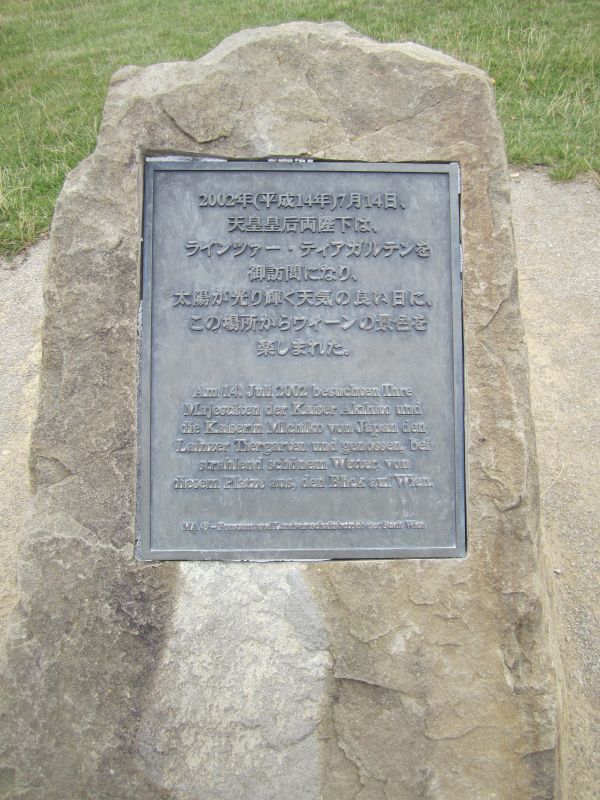 2002年(平成14年)7月14日、
天皇皇后両陛下は、
ラインツァー・ティアガルテンを
御訪問になり、
太陽が光り輝く天気の良い日に、
この場所からウィーンの景色を
楽しまれた。
Am 14. Juli 2002 besuchten Ihre
Majestäten der Kaiser Akihito und
die Kaiserin Michiko von Japan den
Lainzer Tiergarten und genossen, bei
strahlend schönem Wetter, von
diesem Platze aus, den Blick auf Wien.
MA 49 – Forstamt und Landwirtschaftsbetrieb der Stadt Wien